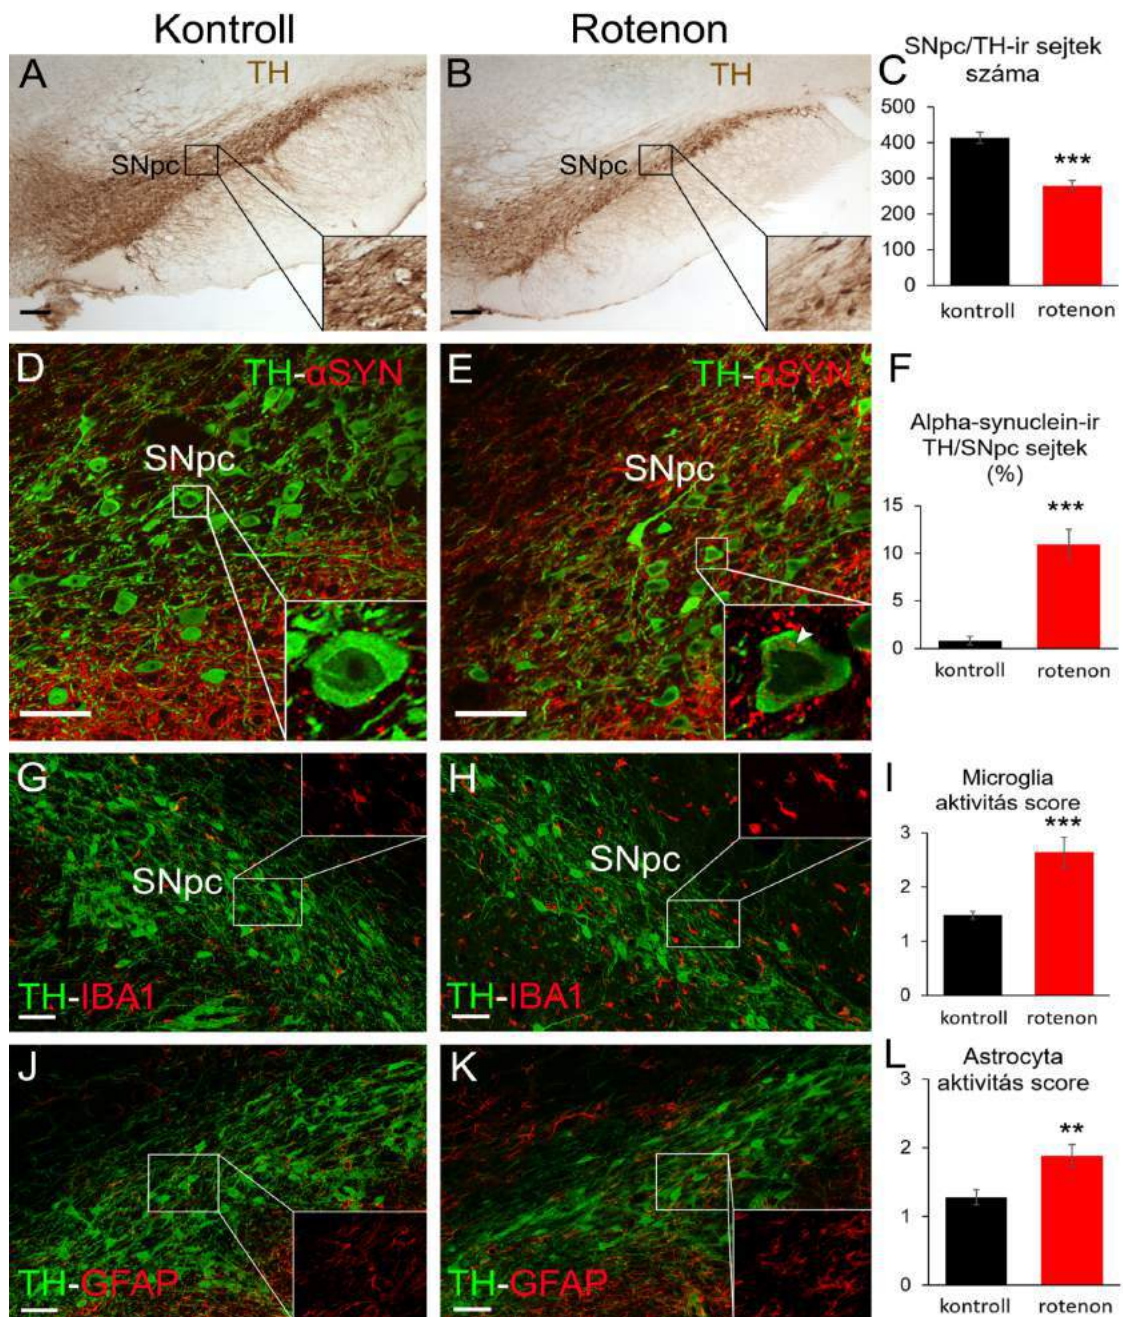 Kontroll
Rotenon
A
TH
SNpc
B
TH
SNpc
C
SNpc/TH-ir sejtek
száma
500
400
300
200
100
0
***
kontroll
rotenon
D
TH-αSYN
SNpc
E
TH-αSYN
SNpc
F
Alpha-synuclein-ir
TH/SNpc sejtek
(%)
15
10
5
0
***
kontroll
rotenon
G
SNpc
TH-IBA1
H
SNpc
TH-IBA1
I
Microglia
aktivitás score
3
2
1
0
***
kontroll
rotenon
J
TH-GFAP
K
TH-GFAP
L
Astrocyta
aktivitás score
3
2
1
0
**
kontroll
rotenon